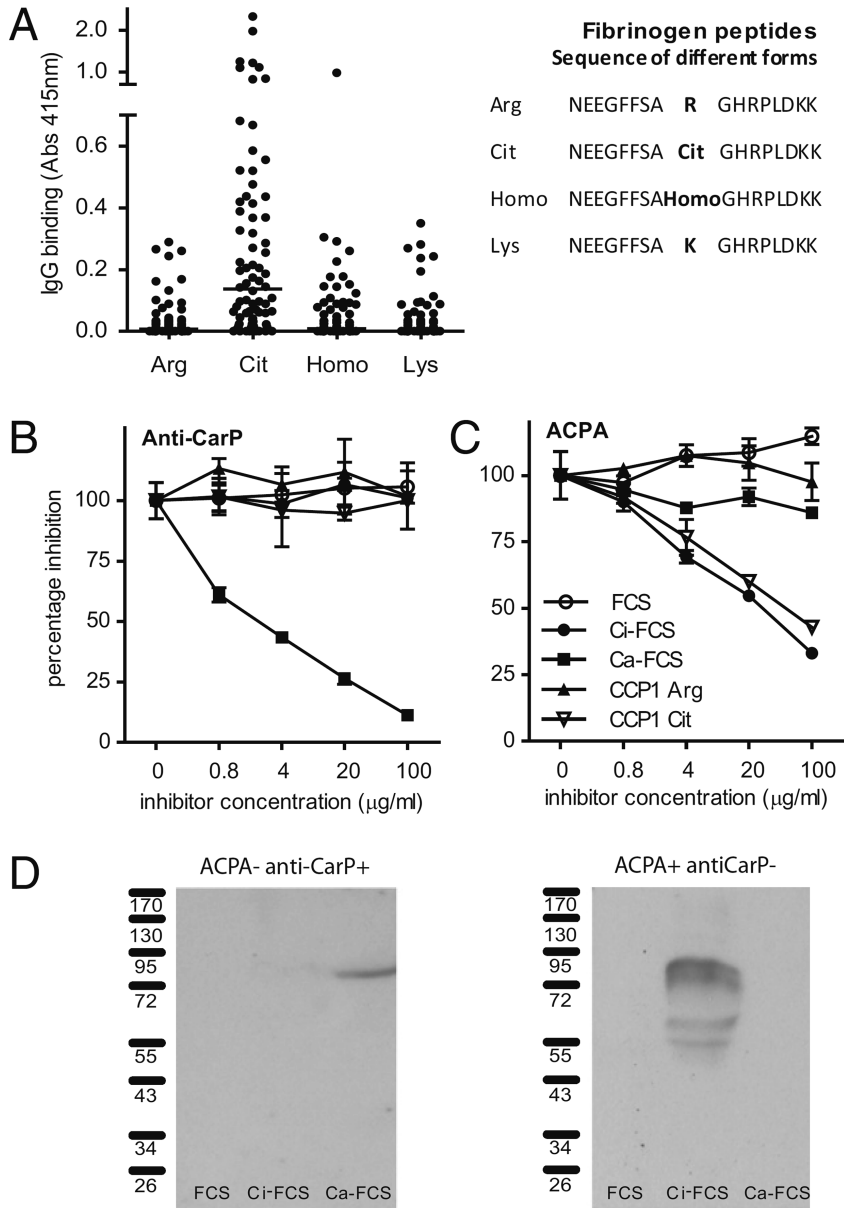 A
Fibrinogen peptides
Sequence of different forms
Arg NEEGFFSA R GHRPLDKK
Cit NEEGFFSA Cit GHRPLDKK
Homo NEEGFFSAHomoGHRPLDKK
Lys NEEGFFSA K GHRPLDKK
IgG binding (Abs 415nm)
2.0
1.0
0.6
0.4
0.2
0.0
Arg Cit Homo Lys
B
Anti-CarP
percentage inhibition
100
75
50
25
0
0 0.8 4 20 100
inhibitor concentration (μg/ml)
C
ACPA
100
75
50
25
0
FCS
Ci-FCS
Ca-FCS
CCP1 Arg
CCP1 Cit
0 0.8 4 20 100
inhibitor concentration (μg/ml)
D
ACPA- anti-CarP+
170
130
95
72
55
43
34
26
FCS Ci-FCS Ca-FCS
ACPA+ antiCarP-
170
130
95
72
55
43
34
26
FCS Ci-FCS Ca-FCS